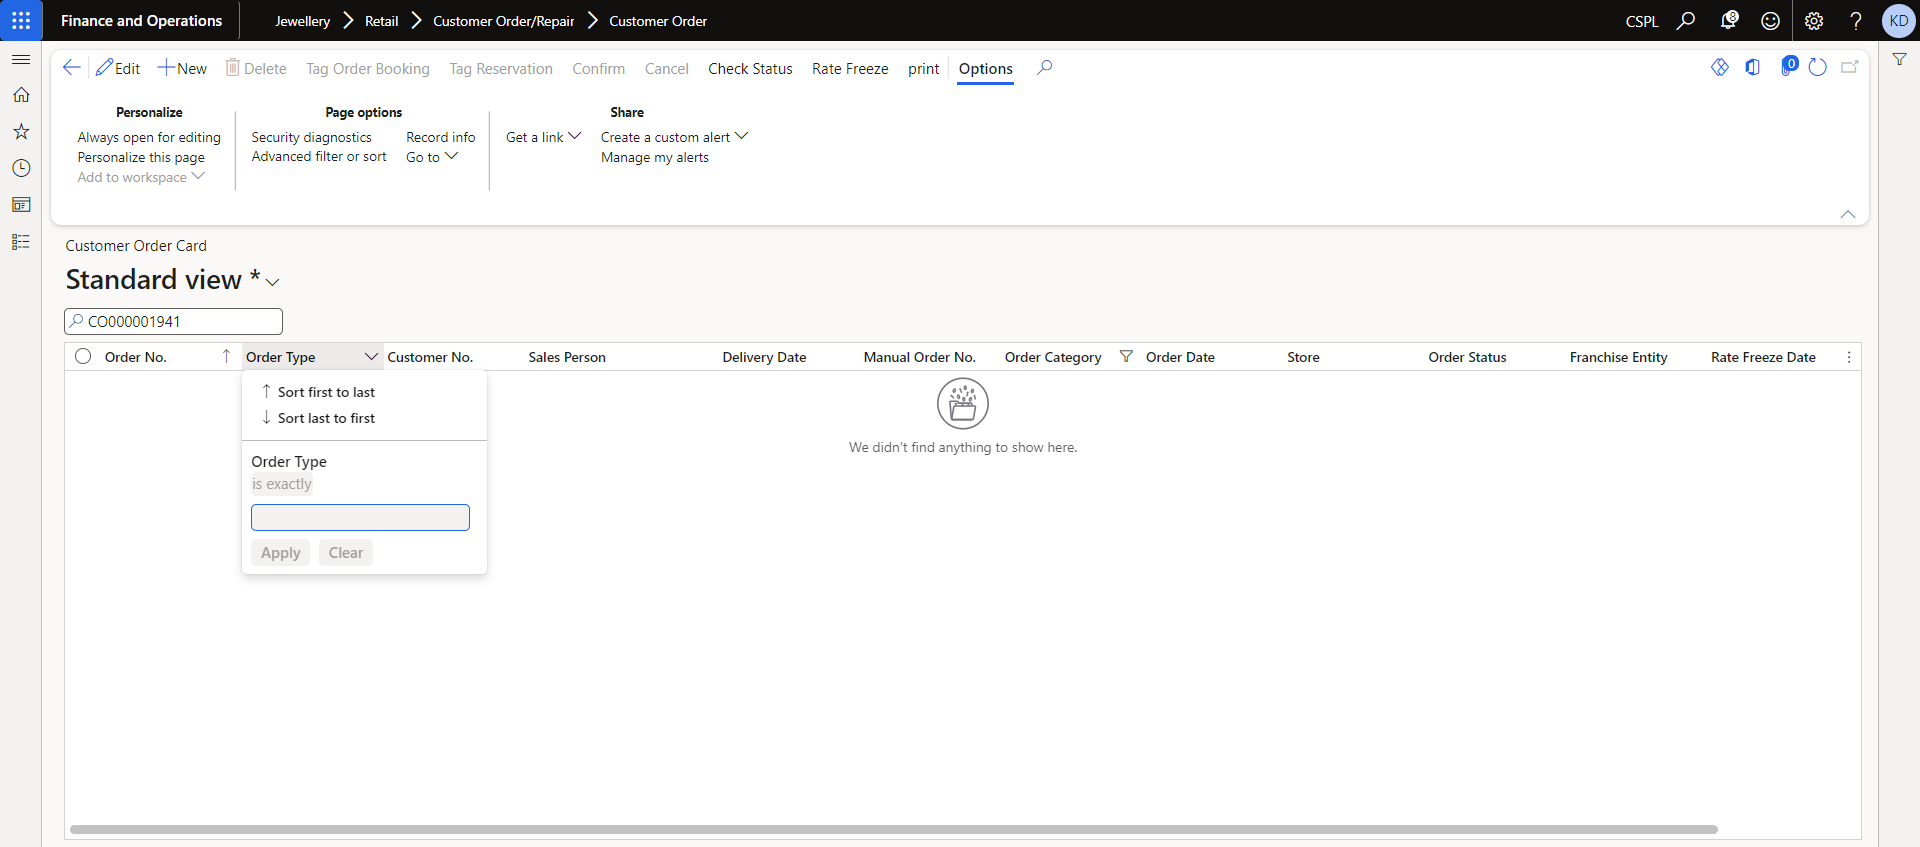 Finance and Operations
Jewellery
Retail
Customer Order/Repair
Customer Order
CSPL
8
KD
Edit
New
Delete
Tag Order Booking
Tag Reservation
Confirm
Cancel
Check Status
Rate Freeze
print
Options
0
Personalize
Always open for editing
Personalize this page
Add to workspace
Page options
Security diagnostics
Advanced filter or sort
Record info
Go to
Share
Get a link
Create a custom alert
Manage my alerts
Customer Order Card
Standard view *
CO000001941
Order No.
Order Type
Customer No.
Sales Person
Delivery Date
Manual Order No.
Order Category
Order Date
Store
Order Status
Franchise Entity
Rate Freeze Date
Sort first to last
Sort last to first
Order Type
is exactly
Apply
Clear
We didn't find anything to show here.